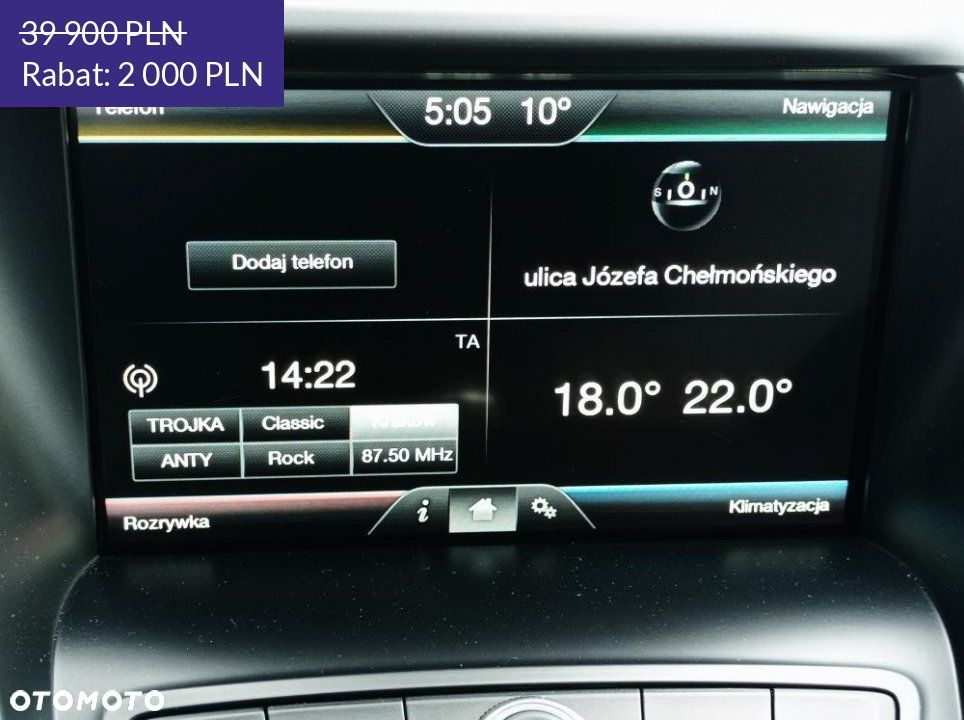 39 900 PLN
Rabat: 2 000 PLN
Telefon
5:05 10°
Nawigacja
S O N
Dodaj telefon
ulica Józefa Chełmońskiego
TA
14:22
18.0° 22.0°
TROJKA Classic
ANTY Rock 87.50 MHz
Rozrywka
i
Klimatyzacja
OTOMOTO